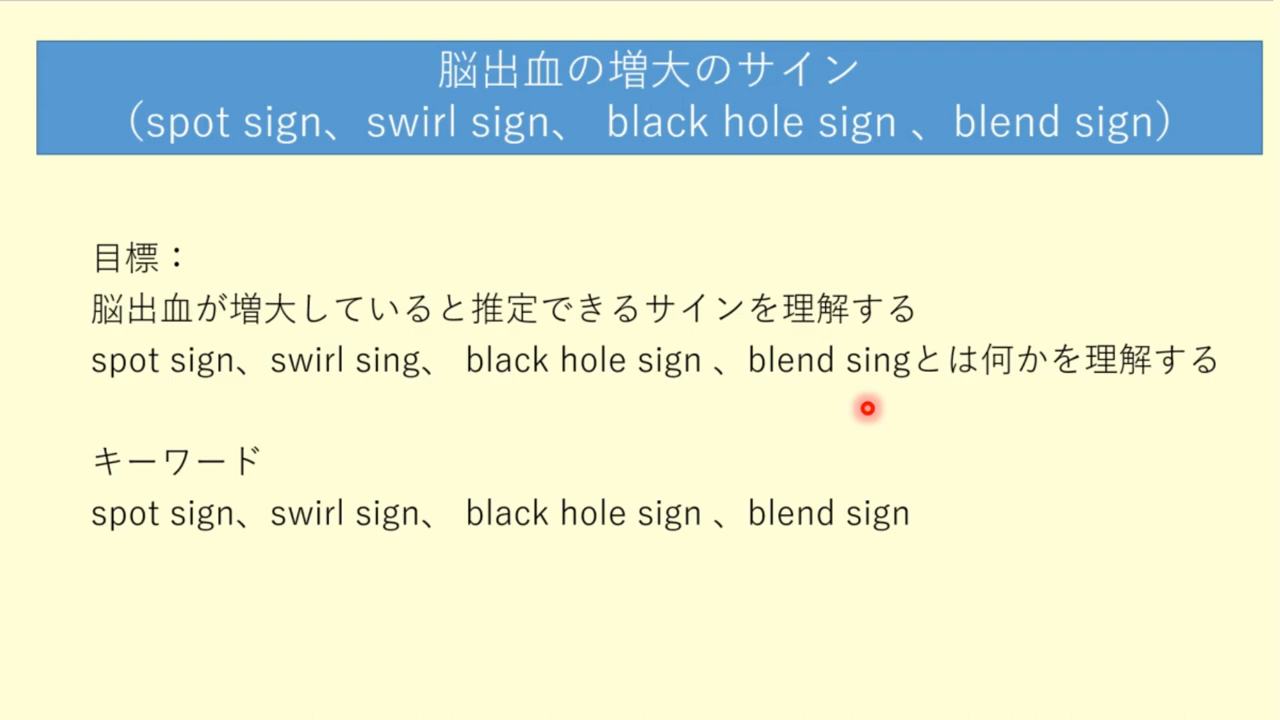 脳出血の増大のサイン
（spot sign、swirl sign、 black hole sign 、blend sign）
目標：
脳出血が増大していると推定できるサインを理解する
spot sign、swirl sing、 black hole sign 、blend singとは何かを理解する
キーワード
spot sign、swirl sign、 black hole sign 、blend sign